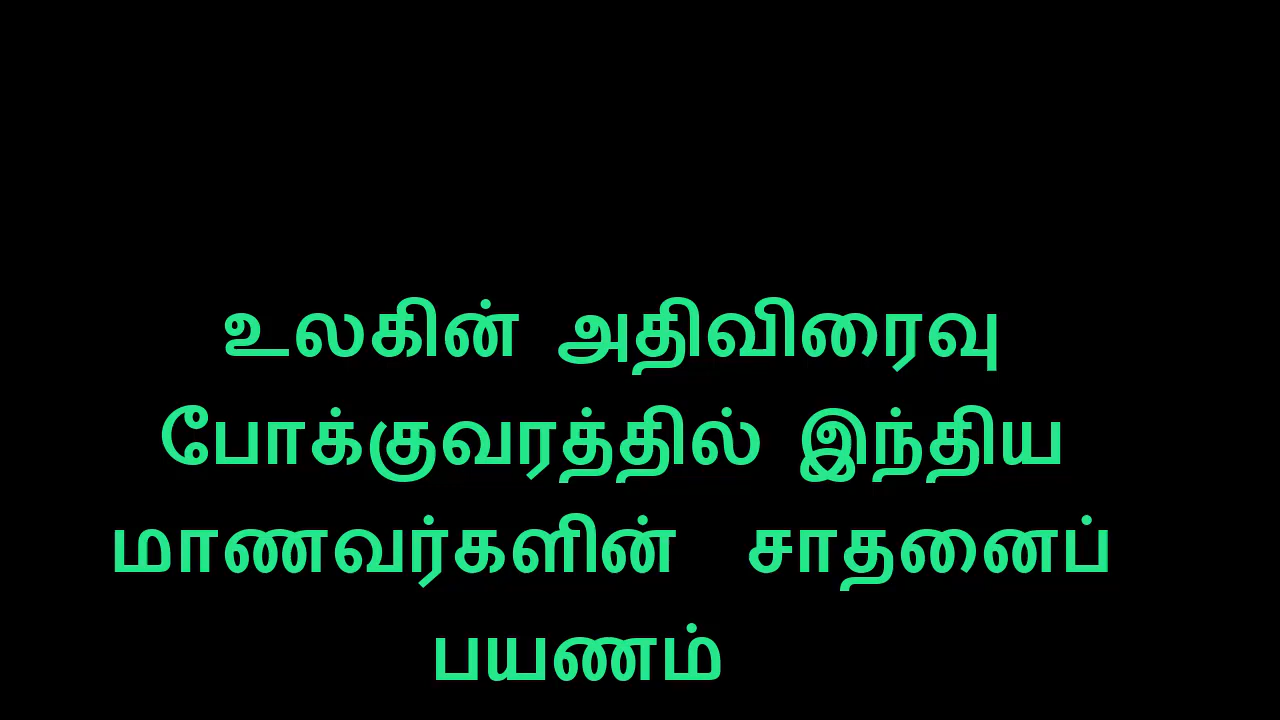 உலகின் அதிவிரைவு
போக்குவரத்தில் இந்திய
மாணவர்களின் சாதனைப்
பயணம்